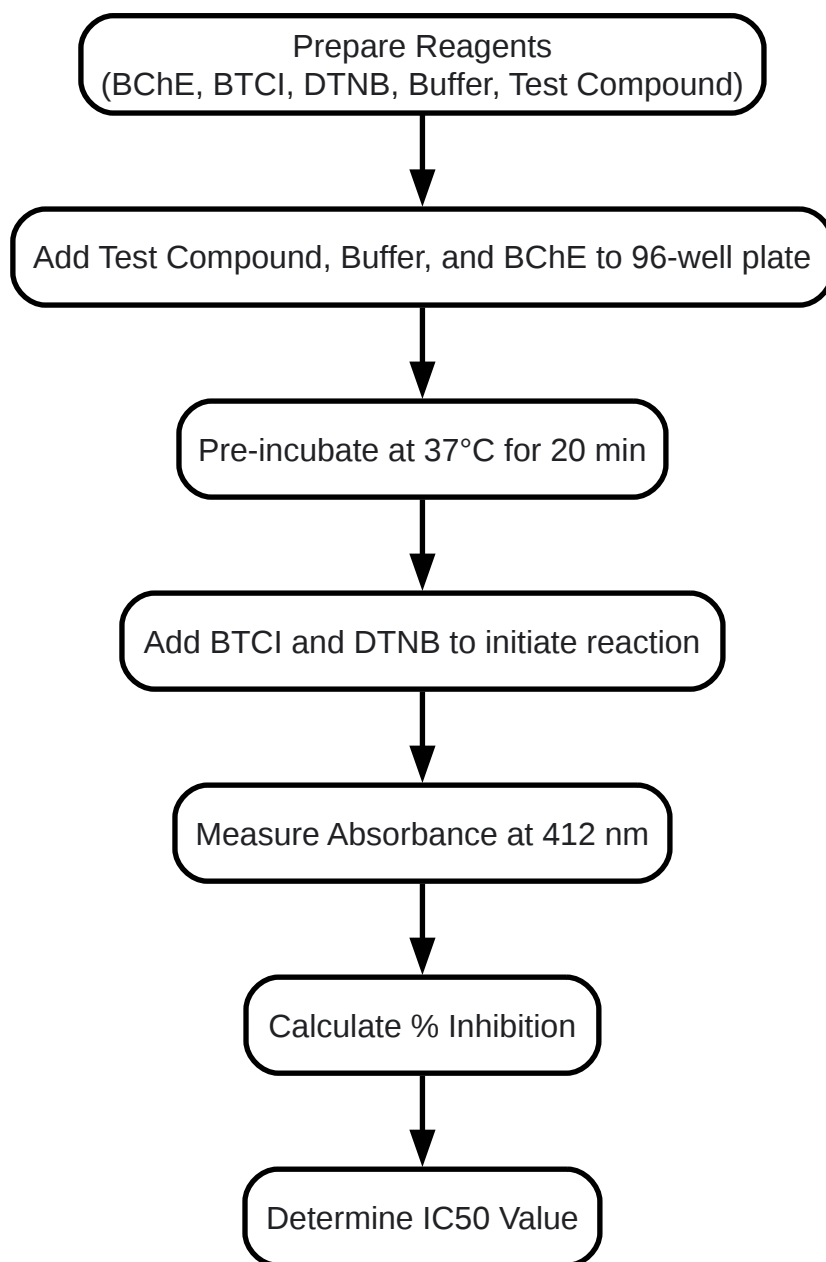 Prepare Reagents
(BChE, BTCI, DTNB, Buffer, Test Compound)
Add Test Compound, Buffer, and BChE to 96-well plate
Pre-incubate at 37°C for 20 min
Add BTCI and DTNB to initiate reaction
Measure Absorbance at 412 nm
Calculate % Inhibition
Determine IC50 Value